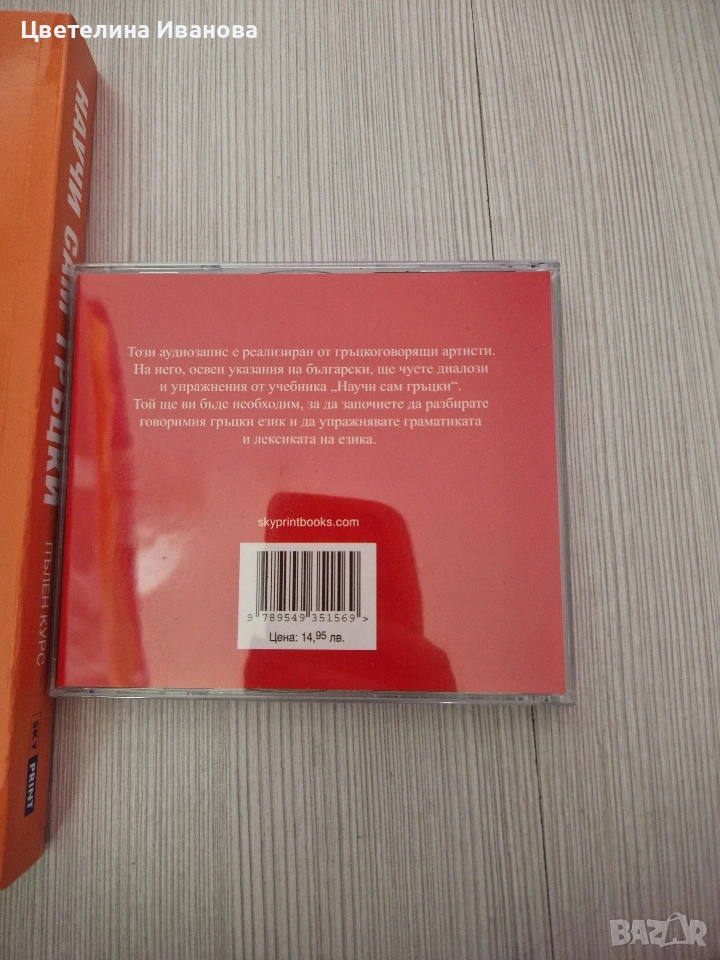 Цветелина Иванова
НАУЧИ САМ ГРЪЦКИ
ПЪЛЕН КУРС
SKY PRINT
Този аудиозапис е реализиран от гръцкоговорящи артисти.
На него, освен указания на български, ще чуете диалози
и упражнения от учебника „Научи сам гръцки“.
Той ще ви бъде необходим, за да започнете да разбирате
говоримия гръцки език и да упражнявате граматиката
и лексиката на езика.
skyprintbooks.com
9 789549 351569 >
Цена: 14,95 лв.
BAZAR